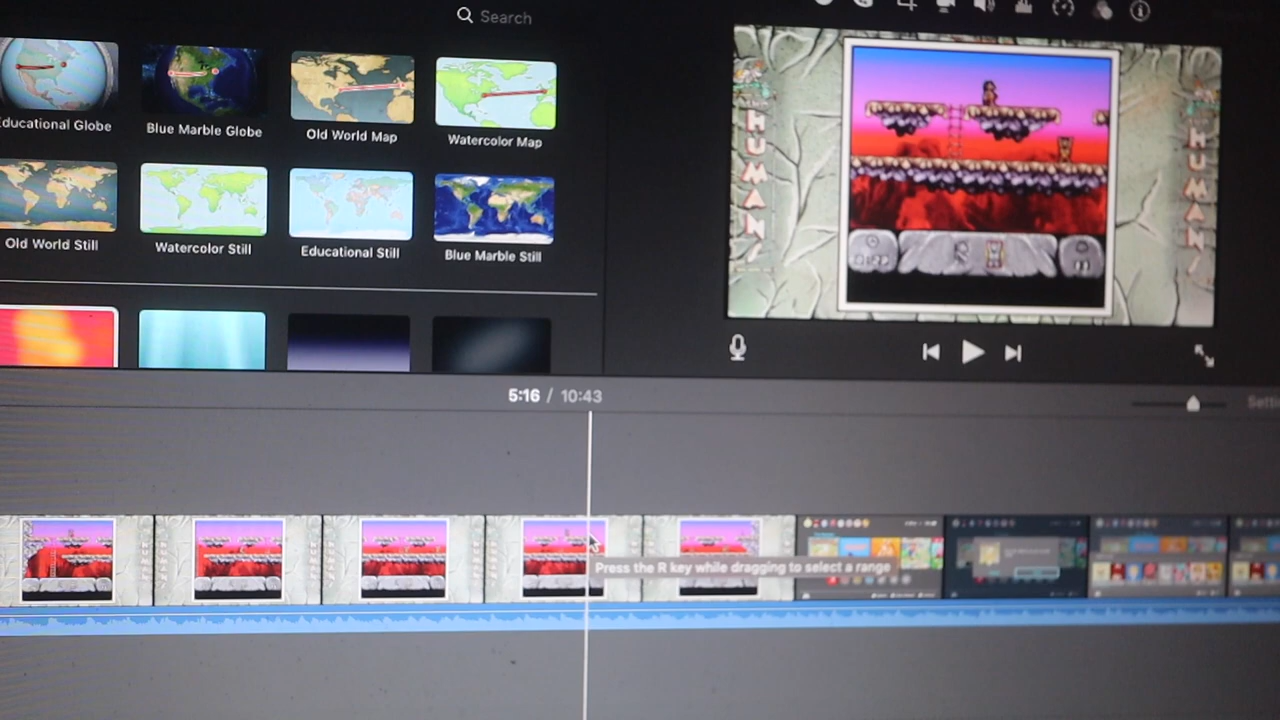 Search
Educational Globe
Blue Marble Globe
Old World Map
Watercolor Map
Old World Still
Watercolor Still
Educational Still
Blue Marble Still
HUMANS
HUMANS
5:16 / 10:43
Press the R key while dragging to select a range